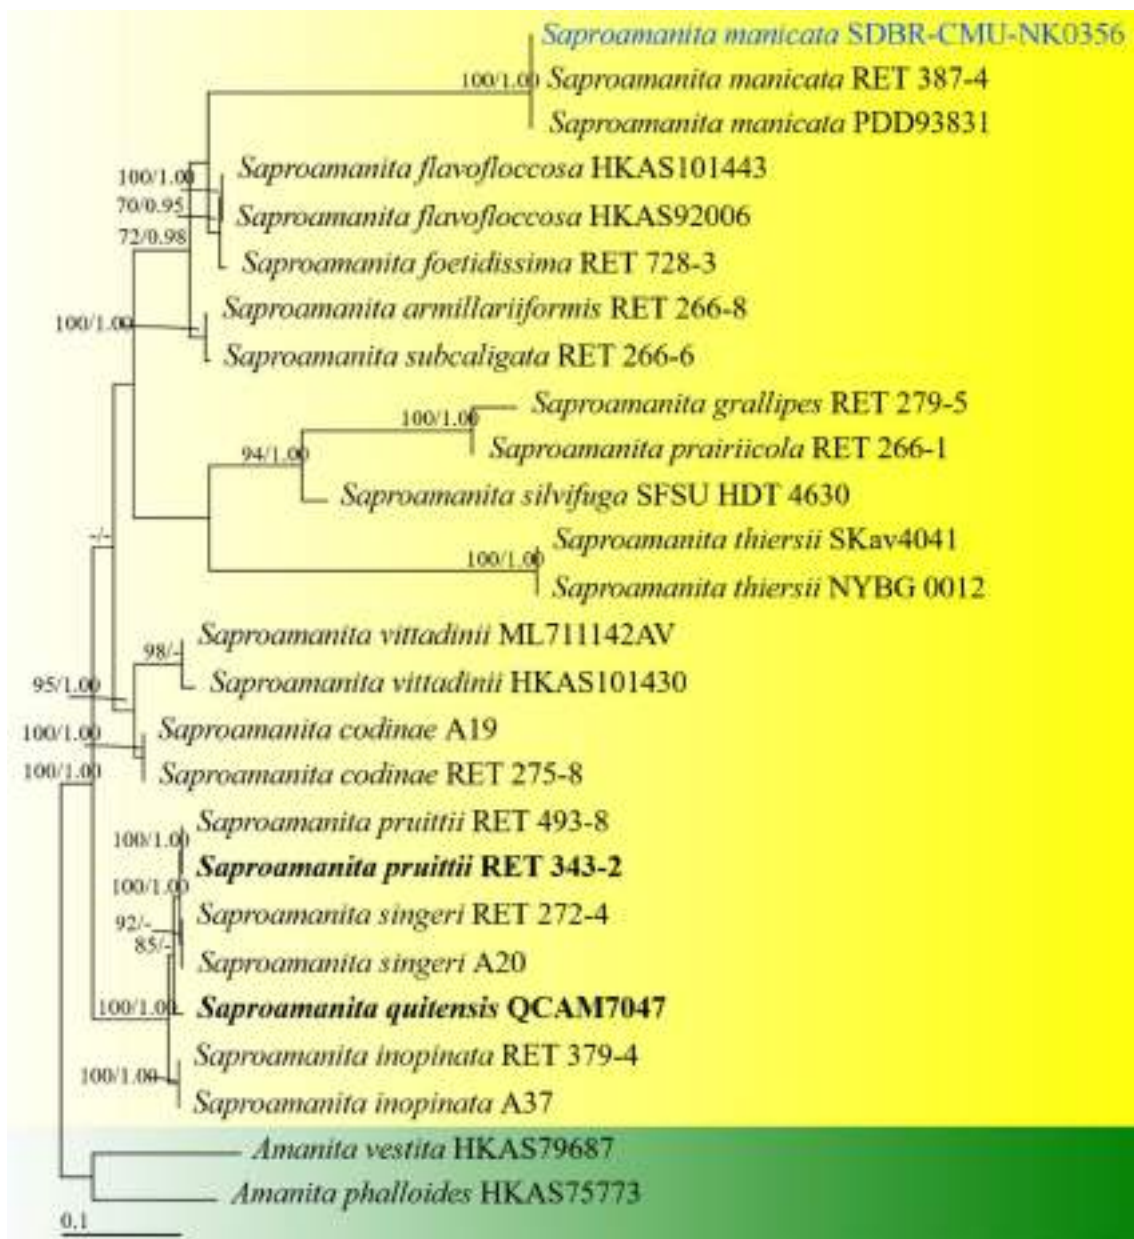 Saproamanita manicata SDBR-CMU-NK0356
100/1.00 Saproamanita manicata RET 387-4
Saproamanita manicata PDD93831
100/1.00 Saproamanita flavofloccosa HKAS101443
70/0.95 Saproamanita flavofloccosa HKAS92006
72/0.98
Saproamanita foetidissima RET 728-3
Saproamanita armillariiformis RET 266-8
100/1.00
Saproamanita subcaligata RET 266-6
Saproamanita grallipes RET 279-5
100/1.00
Saproamanita prairiicola RET 266-1
94/1.00
Saproamanita silvifuga SFSU HDT 4630
-/-
Saproamanita thiersii SKav4041
100/1.00
Saproamanita thiersii NYBG 0012
Saproamanita vittadinii ML711142AV
98/-
95/1.00 Saproamanita vittadinii HKAS101430
100/1.00 Saproamanita codinae A19
100/1.00 Saproamanita codinae RET 275-8
Saproamanita pruittii RET 493-8
100/1.00
Saproamanita pruittii RET 343-2
100/1.00
Saproamanita singeri RET 272-4
92/-
85/-
Saproamanita singeri A20
100/1.00 Saproamanita quitensis QCAM7047
Saproamanita inopinata RET 379-4
100/1.00
Saproamanita inopinata A37
Amanita vestita HKAS79687
Amanita phalloides HKAS75773
0.1